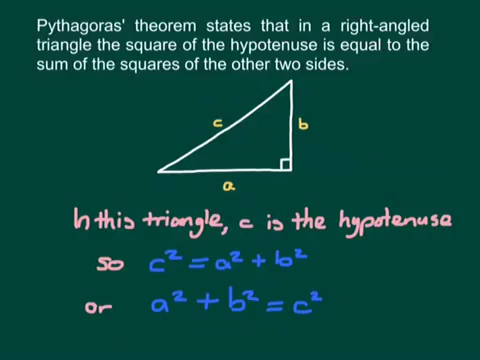 Pythagoras' theorem states that in a right-angled
triangle the square of the hypotenuse is equal to the
sum of the squares of the other two sides.
c
b
a
In this triangle, c is the hypotenuse
so c² = a² + b²
or a² + b² = c²